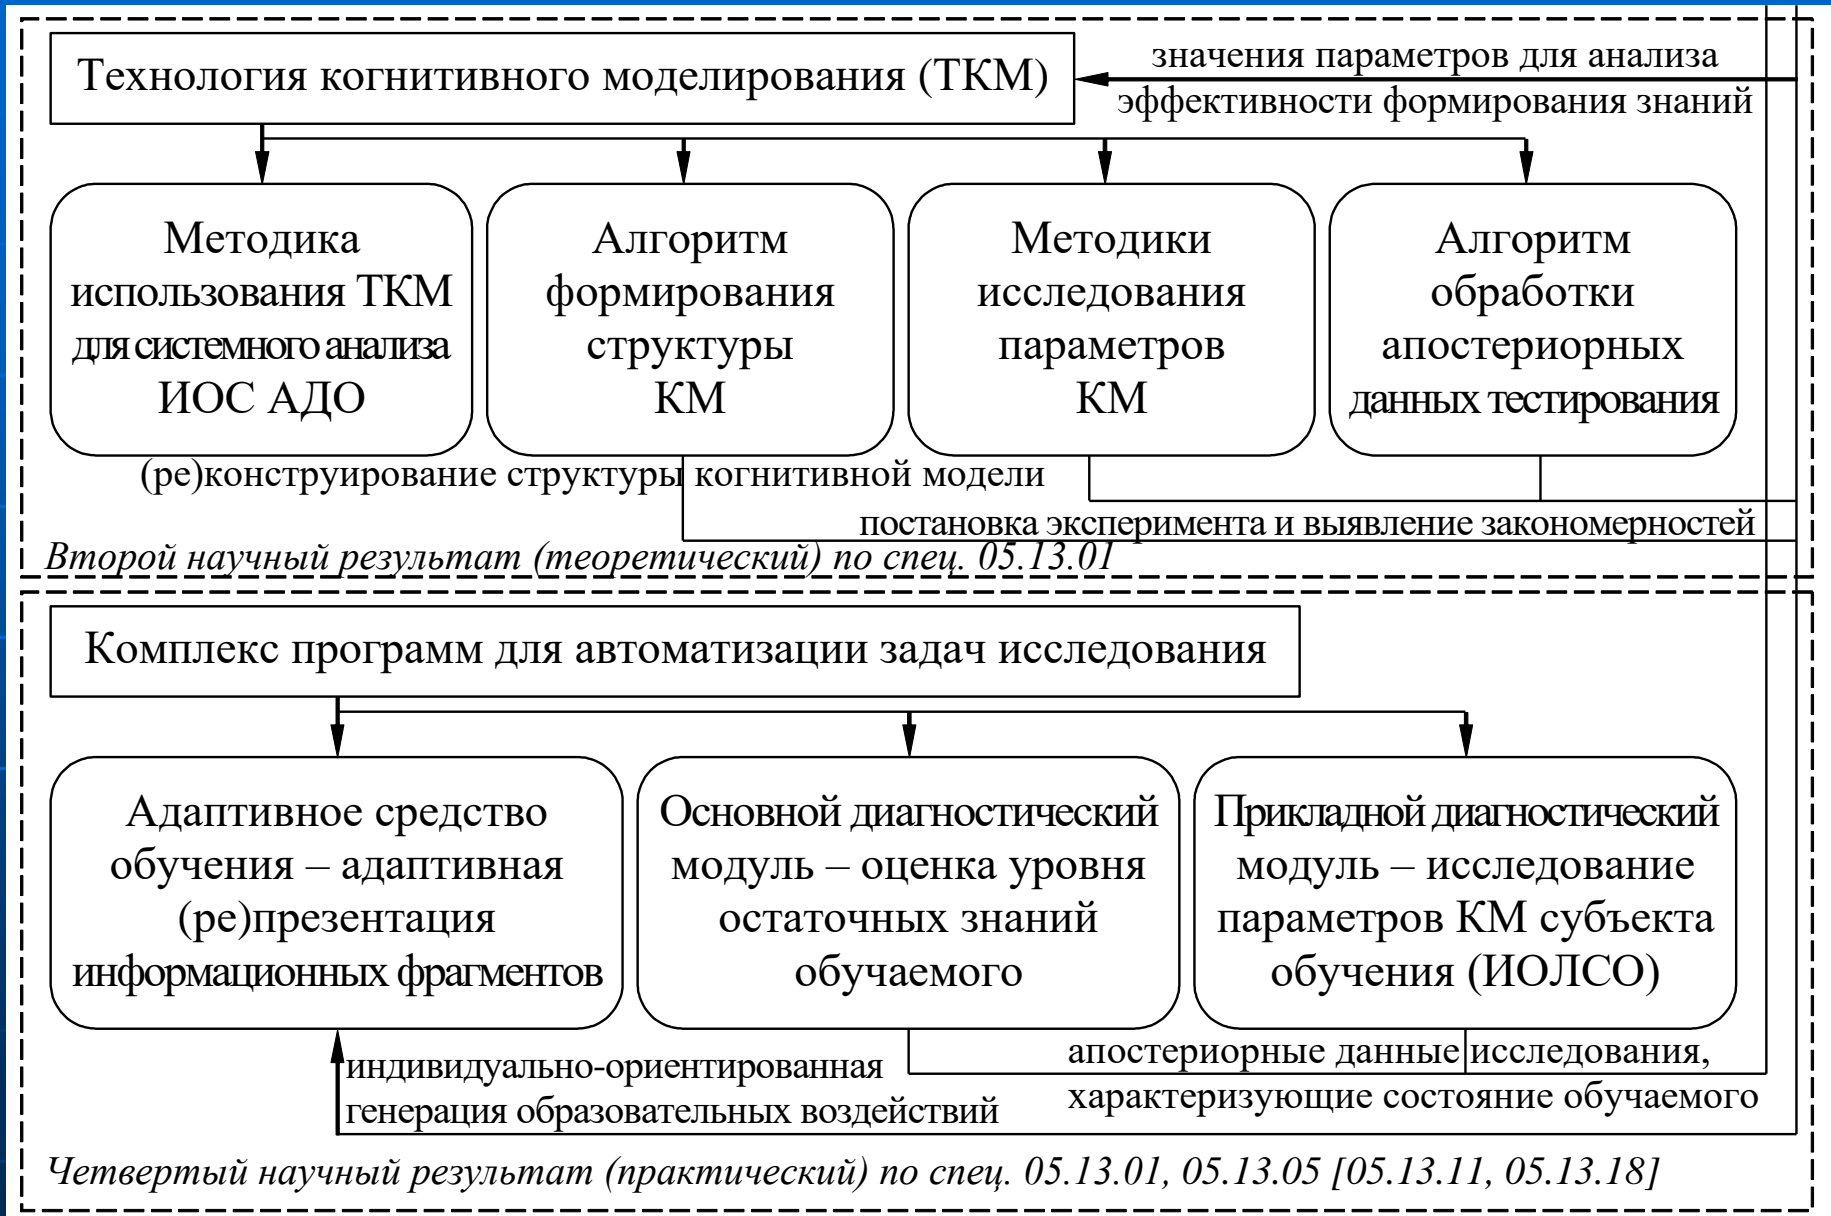 Технология когнитивного моделирования (ТКМ)
значения параметров для анализа
эффективности формирования знаний
Методика
использования ТКМ
для системного анализа
ИОС АДО
Алгоритм
формирования
структуры
КМ
Методики
исследования
параметров
КМ
Алгоритм
обработки
апостериорных
данных тестирования
(ре)конструирование структуры когнитивной модели
постановка эксперимента и выявление закономерностей
Второй научный результат (теоретический) по спец. 05.13.01
Комплекс программ для автоматизации задач исследования
Адаптивное средство
обучения – адаптивная
(ре)презентация
информационных фрагментов
Основной диагностический
модуль – оценка уровня
остаточных знаний
обучаемого
Прикладной диагностический
модуль – исследование
параметров КМ субъекта
обучения (ИОЛСО)
индивидуально-ориентированная
генерация образовательных воздействий
апостериорные данные исследования,
характеризующие состояние обучаемого
Четвертый научный результат (практический) по спец. 05.13.01, 05.13.05 [05.13.11, 05.13.18]